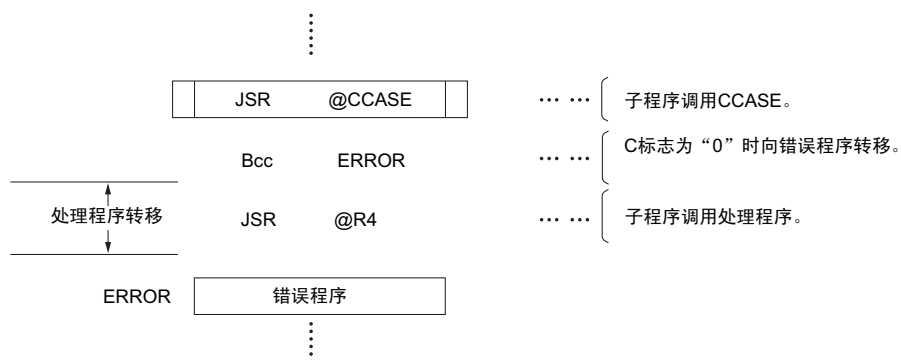 JSR @CCASE …… 子程序调用CCASE。
Bcc ERROR …… C标志为“0”时向错误程序转移。
处理程序转移 JSR @R4 …… 子程序调用处理程序。
ERROR 错误程序